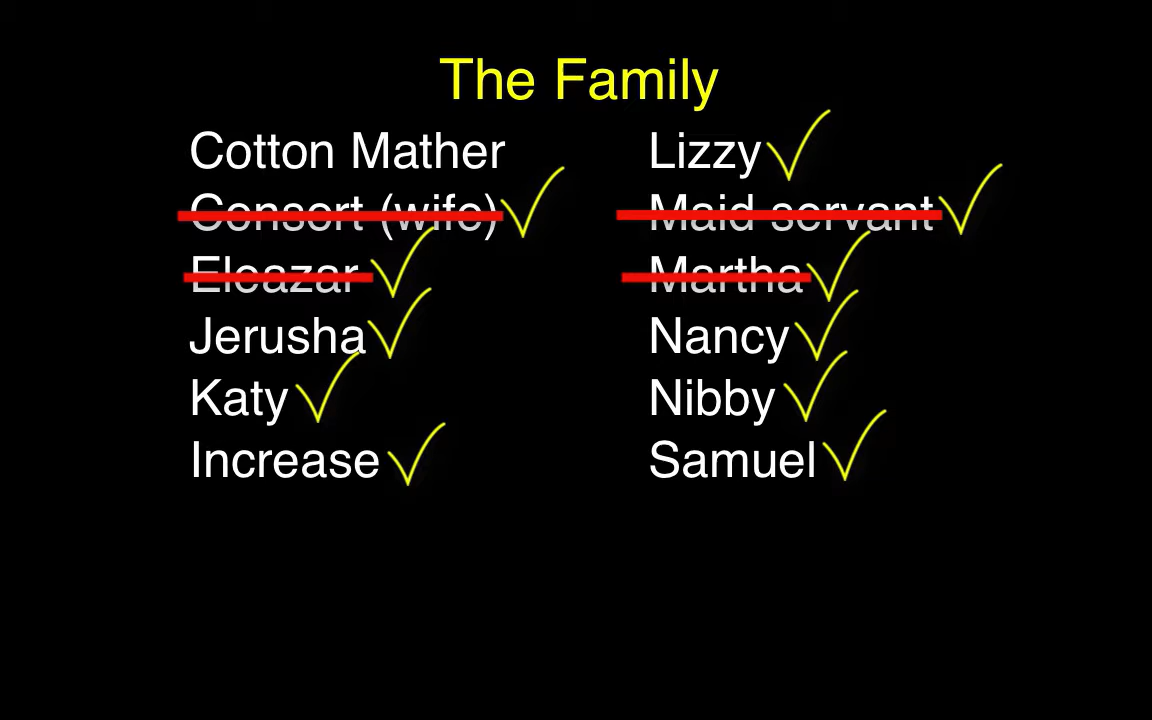 The Family
Cotton Mather
Consort (wife)
Eleazar
Jerusha
Katy
Increase
Lizzy
Maid servant
Martha
Nancy
Nibby
Samuel